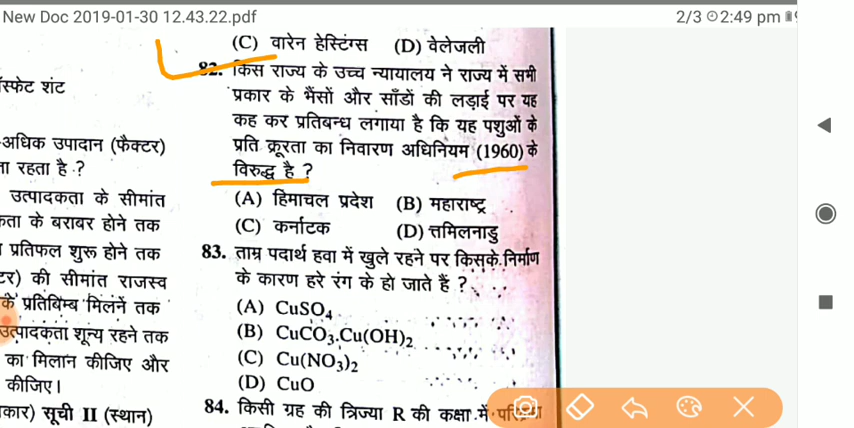 New Doc 2019-01-30 12.43.22.pdf
2/3 2:49 pm
स्फेट शंट
अधिक उपादान (फैक्टर)
ता रहता है ?
उत्पादकता के सीमांत
कता के बराबर होने तक
प्रतिफल शुरू होने तक
टर) की सीमांत राजस्व
के प्रतिबिम्ब मिलनें तक
उत्पादकता शून्य रहने तक
का मिलान कीजिए और
कीजिए।
कार) सूची II (स्थान)
(C) वारेन हेस्टिंग्स (D) वेलेजली
82. किस राज्य के उच्च न्यायालय ने राज्य में सभी
प्रकार के भैंसों और साँडों की लड़ाई पर यह
कह कर प्रतिबन्ध लगाया है कि यह पशुओं के
प्रति क्रूरता का निवारण अधिनियम (1960) के
विरुद्ध है ?
(A) हिमाचल प्रदेश (B) महाराष्ट्र
(C) कर्नाटक (D) तमिलनाडु
83. ताम्र पदार्थ हवा में खुले रहने पर किसके निर्माण
के कारण हरे रंग के हो जाते हैं ?
(A) CuSO₄
(B) CuCO₃.Cu(OH)₂
(C) Cu(NO₃)₂
(D) CuO
84. किसी ग्रह की त्रिज्या R की कक्षा में